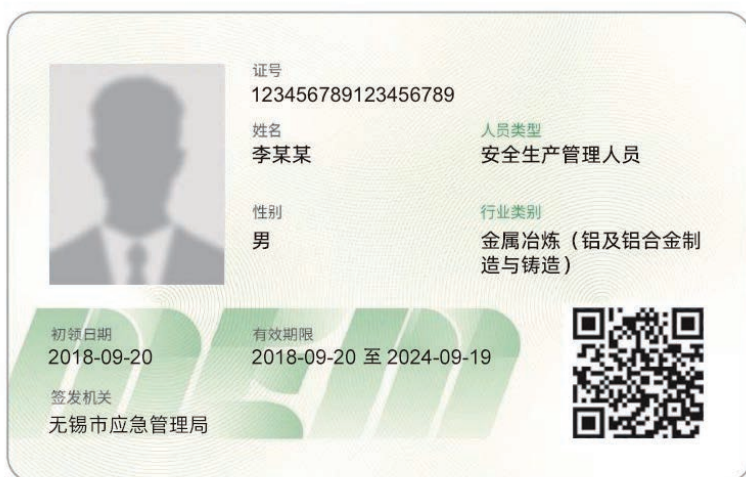 证号
123456789123456789
姓名
李某某
人员类型
安全生产管理人员
性别
男
行业类别
金属冶炼（铝及铝合金制
造与铸造）
初领日期
2018-09-20
有效期限
2018-09-20 至 2024-09-19
签发机关
无锡市应急管理局